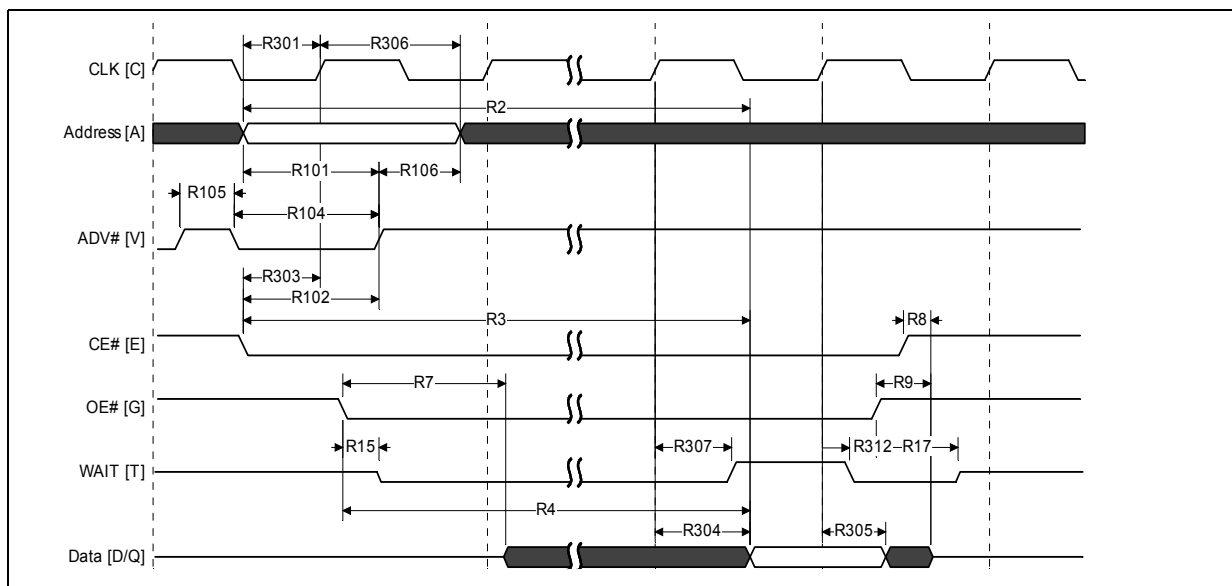 R301 R306
CLK [C]
R2
Address [A]
R101 R106
R105
R104
ADV# [V]
R303
R102
R3 R8
CE# [E]
R7 R9
OE# [G]
R15 R307 R312 R17
WAIT [T]
R4
R304 R305
Data [D/Q]